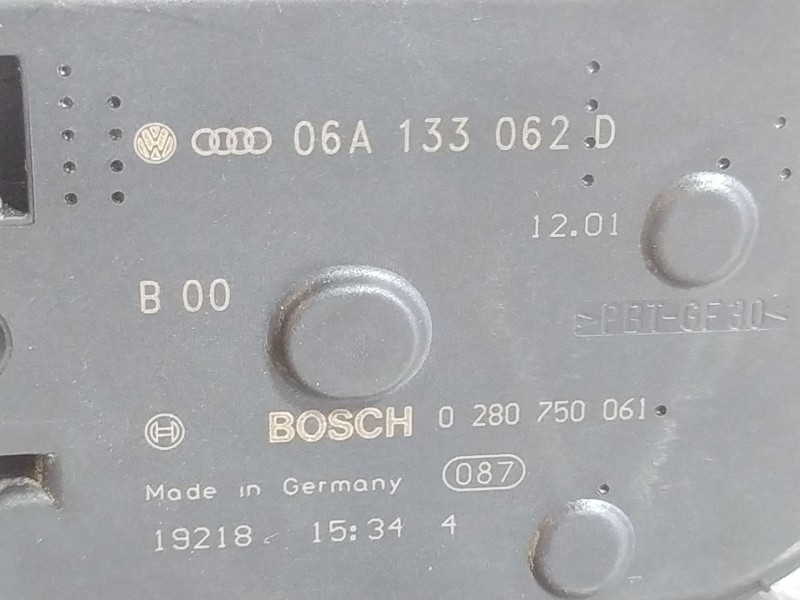 06A 133 062 D
12.01
B 00
>PBT-GF30<
BOSCH 0 280 750 061
Made in Germany 087
19218 15:34 4